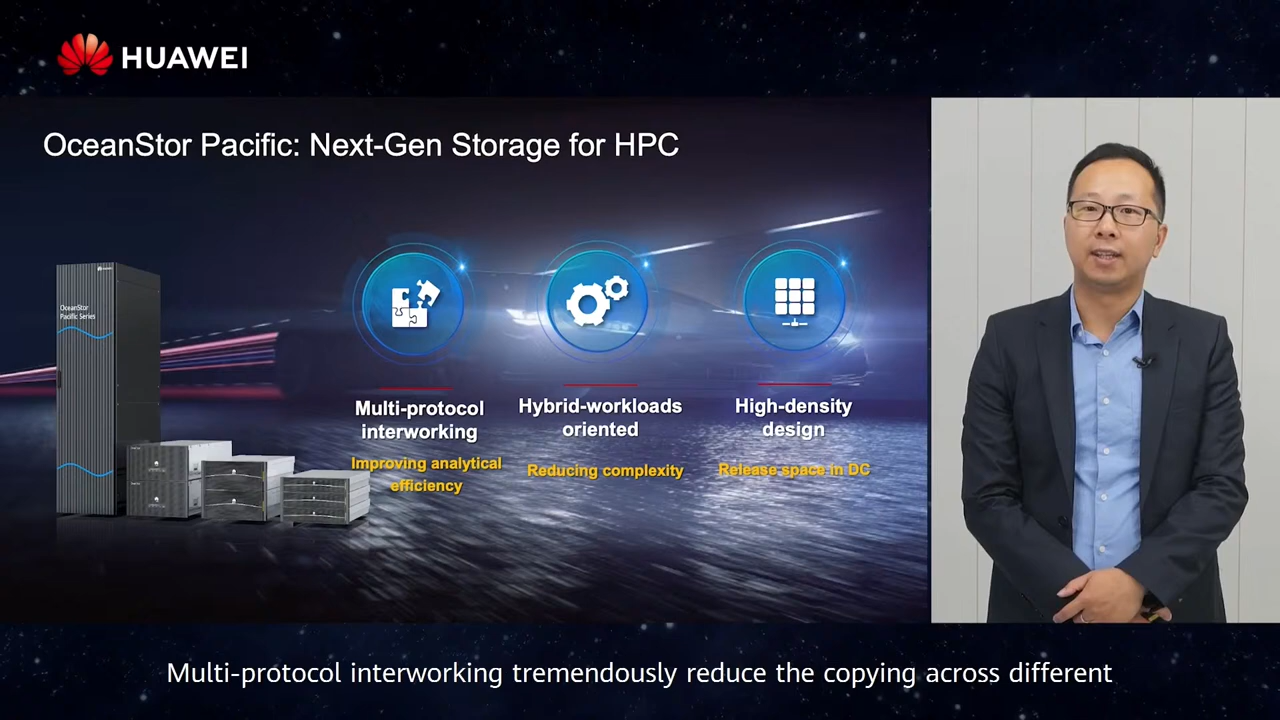 HUAWEI
OceanStor Pacific: Next-Gen Storage for HPC
OceanStor
Pacific Series
Multi-protocol
interworking
Improving analytical
efficiency
Hybrid-workloads
oriented
Reducing complexity
High-density
design
Release space in DC
Multi-protocol interworking tremendously reduce the copying across different